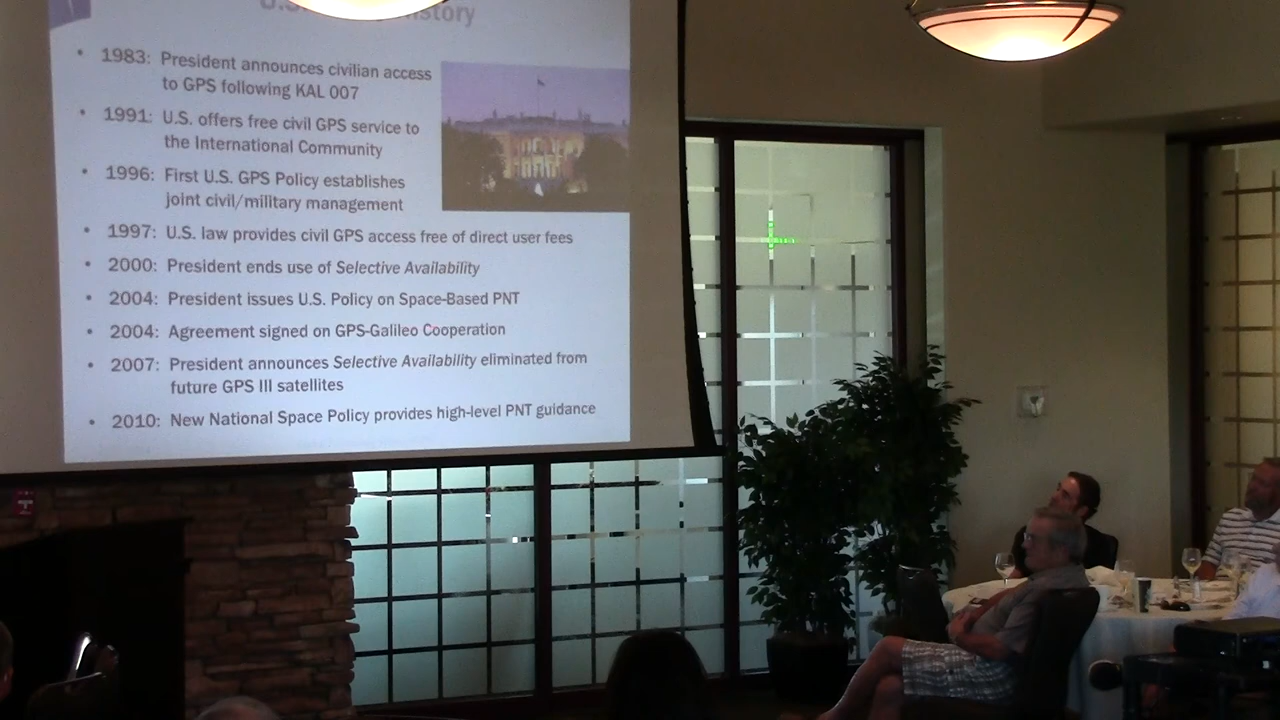 • 1983: President announces civilian access
to GPS following KAL 007
• 1991: U.S. offers free civil GPS service to
the International Community
• 1996: First U.S. GPS Policy establishes
joint civil/military management
• 1997: U.S. law provides civil GPS access free of direct user fees
• 2000: President ends use of Selective Availability
• 2004: President issues U.S. Policy on Space-Based PNT
• 2004: Agreement signed on GPS-Galileo Cooperation
• 2007: President announces Selective Availability eliminated from
future GPS III satellites
• 2010: New National Space Policy provides high-level PNT guidance